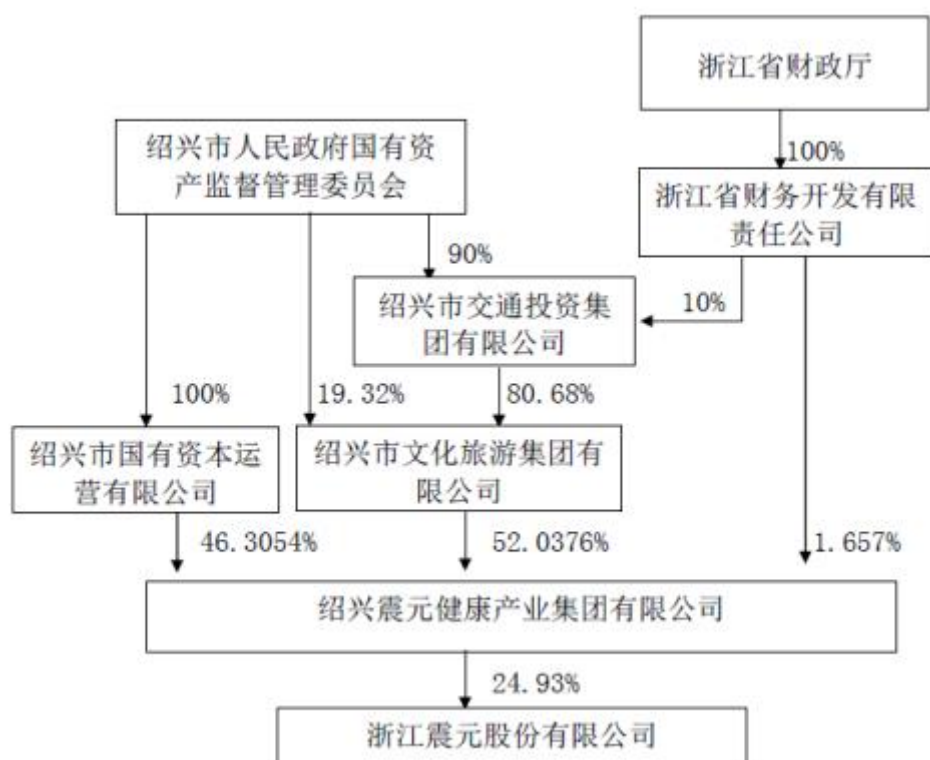 浙江省财政厅
绍兴市人民政府国有资
产监督管理委员会
100%
浙江省财务开发有限
责任公司
90%
绍兴市交通投资集
团有限公司
10%
100%
19.32%
80.68%
绍兴市国有资本运
营有限公司
绍兴市文化旅游集团有
限公司
46.3054%
52.0376%
1.657%
绍兴震元健康产业集团有限公司
24.93%
浙江震元股份有限公司